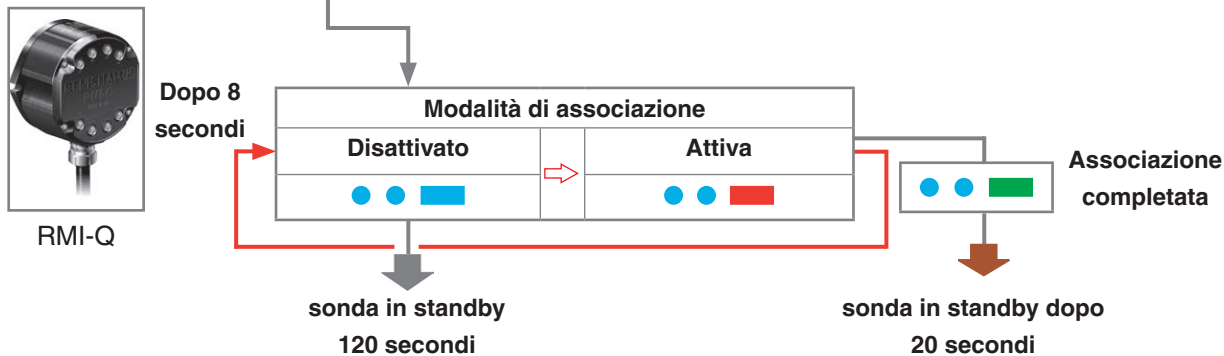 RENISHAW
Dopo 8
secondi
Modalità di associazione
Disattivato
Attiva
Associazione
completata
RMI-Q
sonda in standby
120 secondi
sonda in standby dopo
20 secondi